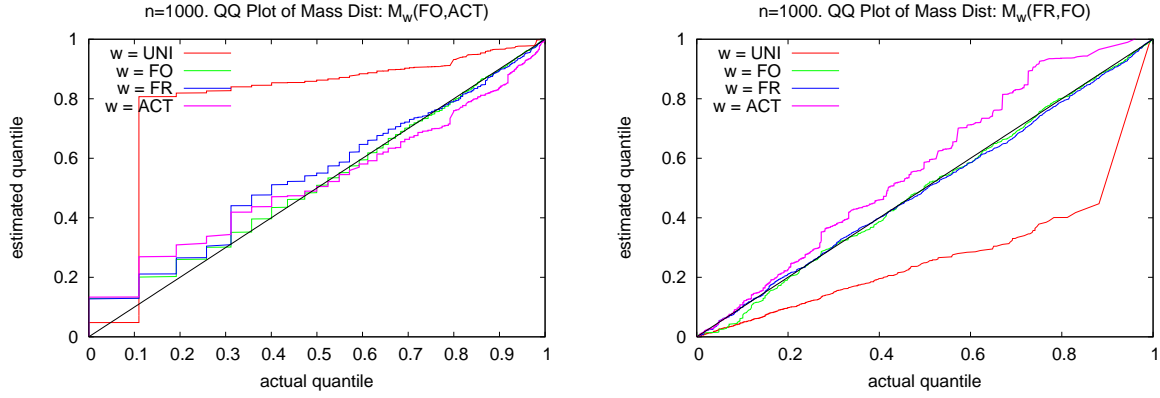 n=1000. QQ Plot of Mass Dist: M_w(FO,ACT)
1
0.8
0.6
0.4
0.2
0
estimated quantile
w = UNI
w = FO
w = FR
w = ACT
0 0.1 0.2 0.3 0.4 0.5 0.6 0.7 0.8 0.9 1
actual quantile
n=1000. QQ Plot of Mass Dist: M_w(FR,FO)
1
0.8
0.6
0.4
0.2
0
estimated quantile
w = UNI
w = FO
w = FR
w = ACT
0 0.2 0.4 0.6 0.8 1
actual quantile